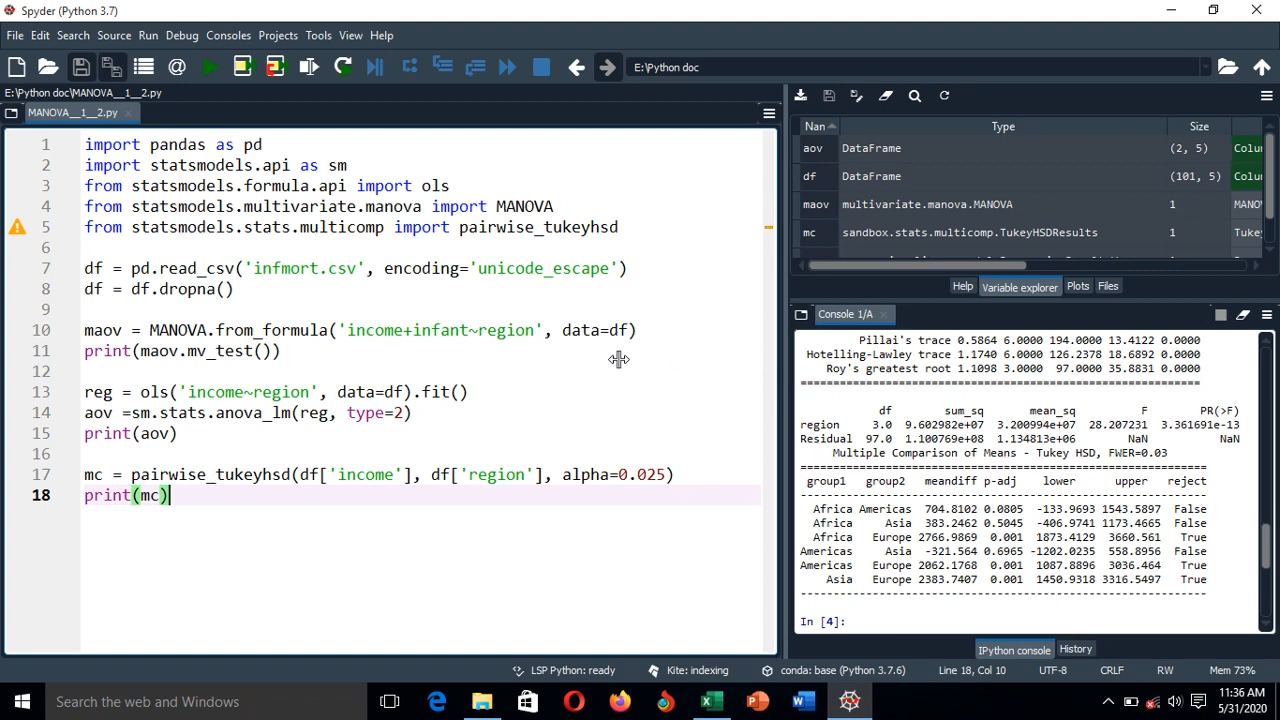 Spyder (Python 3.7)
File Edit Search Source Run Debug Consoles Projects Tools View Help
E:\Python doc
E:\Python doc\MANOVA__1__2.py
MANOVA__1__2.py
1 import pandas as pd
2 import statsmodels.api as sm
3 from statsmodels.formula.api import ols
4 from statsmodels.multivariate.manova import MANOVA
5 from statsmodels.stats.multicomp import pairwise_tukeyhsd
6
7 df = pd.read_csv('infmort.csv', encoding='unicode_escape')
8 df = df.dropna()
9
10 maov = MANOVA.from_formula('income+infant~region', data=df)
11 print(maov.mv_test())
12
13 reg = ols('income~region', data=df).fit()
14 aov =sm.stats.anova_lm(reg, type=2)
15 print(aov)
16
17 mc = pairwise_tukeyhsd(df['income'], df['region'], alpha=0.025)
18 print(mc)
Nan Type Size
aov DataFrame (2, 5) Colu
df DataFrame (101, 5) Colu
maov multivariate.manova.MANOVA 1 MANO
mc sandbox.stats.multicomp.TukeyHSDResults 1 Tuke
Help Variable explorer Plots Files
Console 1/A
Pillai's trace 0.5864 6.0000 194.0000 13.4122 0.0000
Hotelling-Lawley trace 1.1740 6.0000 126.2378 18.6892 0.0000
Roy's greatest root 1.1098 3.0000 97.0000 35.8831 0.0000
==========================================================
df sum_sq mean_sq F PR(>F)
region 3.0 9.602982e+07 3.200994e+07 28.207231 3.361691e-13
Residual 97.0 1.100769e+08 1.134813e+06 NaN NaN
Multiple Comparison of Means - Tukey HSD, FWER=0.03
===========================================================
group1 group2 meandiff p-adj lower upper reject
-----------------------------------------------------------
Africa Americas 704.8102 0.0805 -133.9693 1543.5897 False
Africa Asia 383.2462 0.5045 -406.9741 1173.4665 False
Africa Europe 2766.9869 0.001 1873.4129 3660.561 True
Americas Asia -321.564 0.6965 -1202.0235 558.8956 False
Americas Europe 2062.1768 0.001 1087.8896 3036.464 True
Asia Europe 2383.7407 0.001 1450.9318 3316.5497 True
-----------------------------------------------------------
In [4]:
IPython console History
LSP Python: ready Kite: indexing conda: base (Python 3.7.6) Line 18, Col 10 UTF-8 CRLF RW Mem 73%
Search the web and Windows
11:36 AM
5/31/2020